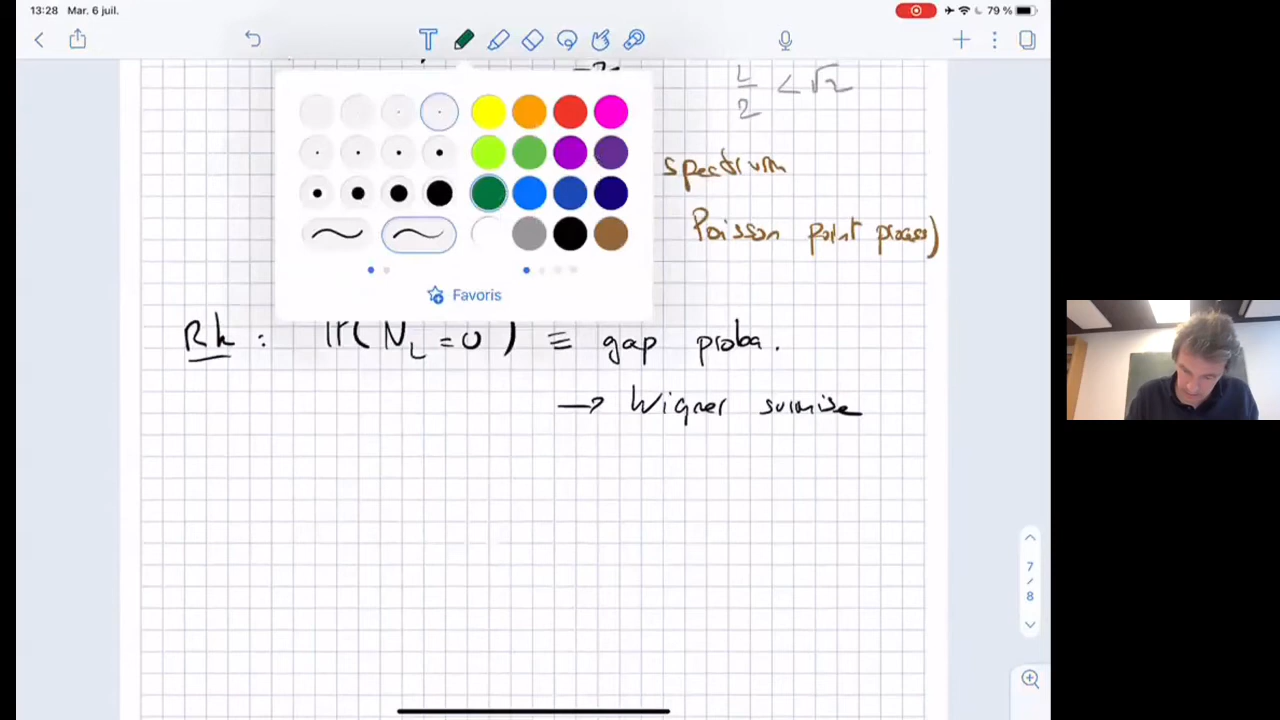 13:28 Mar. 6 juil.
79 %
L/2 < √2
spectrum
Poisson point process)
Favoris
Rk : ℙ( N_L = 0 ) ≡ gap proba.
→ Wigner surmise
7
/
8